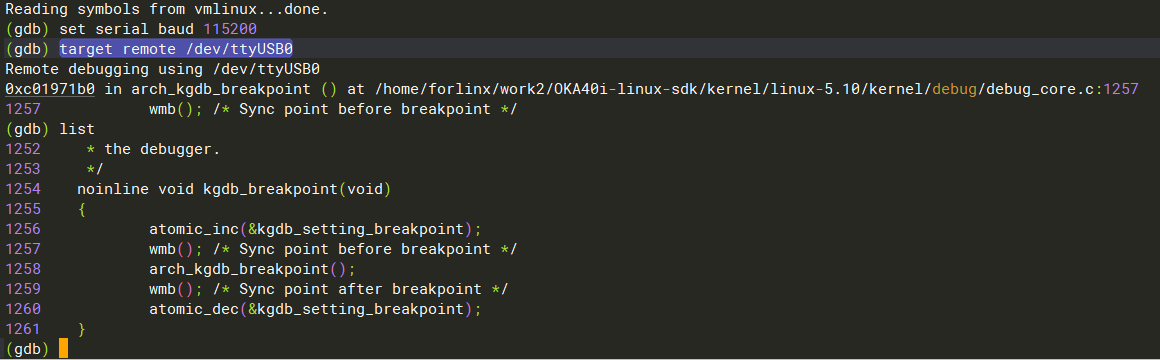 Reading symbols from vmlinux...done.
(gdb) set serial baud 115200
(gdb) target remote /dev/ttyUSB0
Remote debugging using /dev/ttyUSB0
0xc01971b0 in arch_kgdb_breakpoint () at /home/forlinx/work2/OKA40i-linux-sdk/kernel/linux-5.10/kernel/debug/debug_core.c:1257
1257            wmb(); /* Sync point before breakpoint */
(gdb) list
1252     * the debugger.
1253     */
1254    noinline void kgdb_breakpoint(void)
1255    {
1256            atomic_inc(&kgdb_setting_breakpoint);
1257            wmb(); /* Sync point before breakpoint */
1258            arch_kgdb_breakpoint();
1259            wmb(); /* Sync point after breakpoint */
1260            atomic_dec(&kgdb_setting_breakpoint);
1261    }
(gdb)